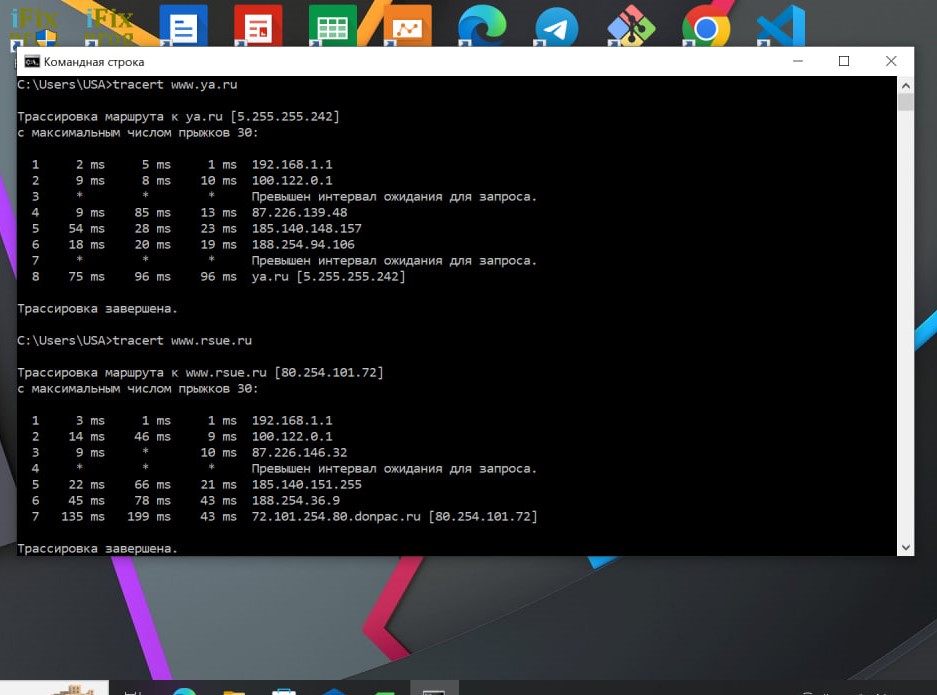 iFix
iFix
Командная строка
C:\Users\USA>tracert www.ya.ru
Трассировка маршрута к ya.ru [5.255.255.242]
с максимальным числом прыжков 30:
1 2 ms 5 ms 1 ms 192.168.1.1
2 9 ms 8 ms 10 ms 100.122.0.1
3 * * * Превышен интервал ожидания для запроса.
4 9 ms 85 ms 13 ms 87.226.139.48
5 54 ms 28 ms 23 ms 185.140.148.157
6 18 ms 20 ms 19 ms 188.254.94.106
7 * * * Превышен интервал ожидания для запроса.
8 75 ms 96 ms 96 ms ya.ru [5.255.255.242]
Трассировка завершена.
C:\Users\USA>tracert www.rsue.ru
Трассировка маршрута к www.rsue.ru [80.254.101.72]
с максимальным числом прыжков 30:
1 3 ms 1 ms 1 ms 192.168.1.1
2 14 ms 46 ms 9 ms 100.122.0.1
3 9 ms * 10 ms 87.226.146.32
4 * * * Превышен интервал ожидания для запроса.
5 22 ms 66 ms 21 ms 185.140.151.255
6 45 ms 78 ms 43 ms 188.254.36.9
7 135 ms 199 ms 43 ms 72.101.254.80.donpac.ru [80.254.101.72]
Трассировка завершена.